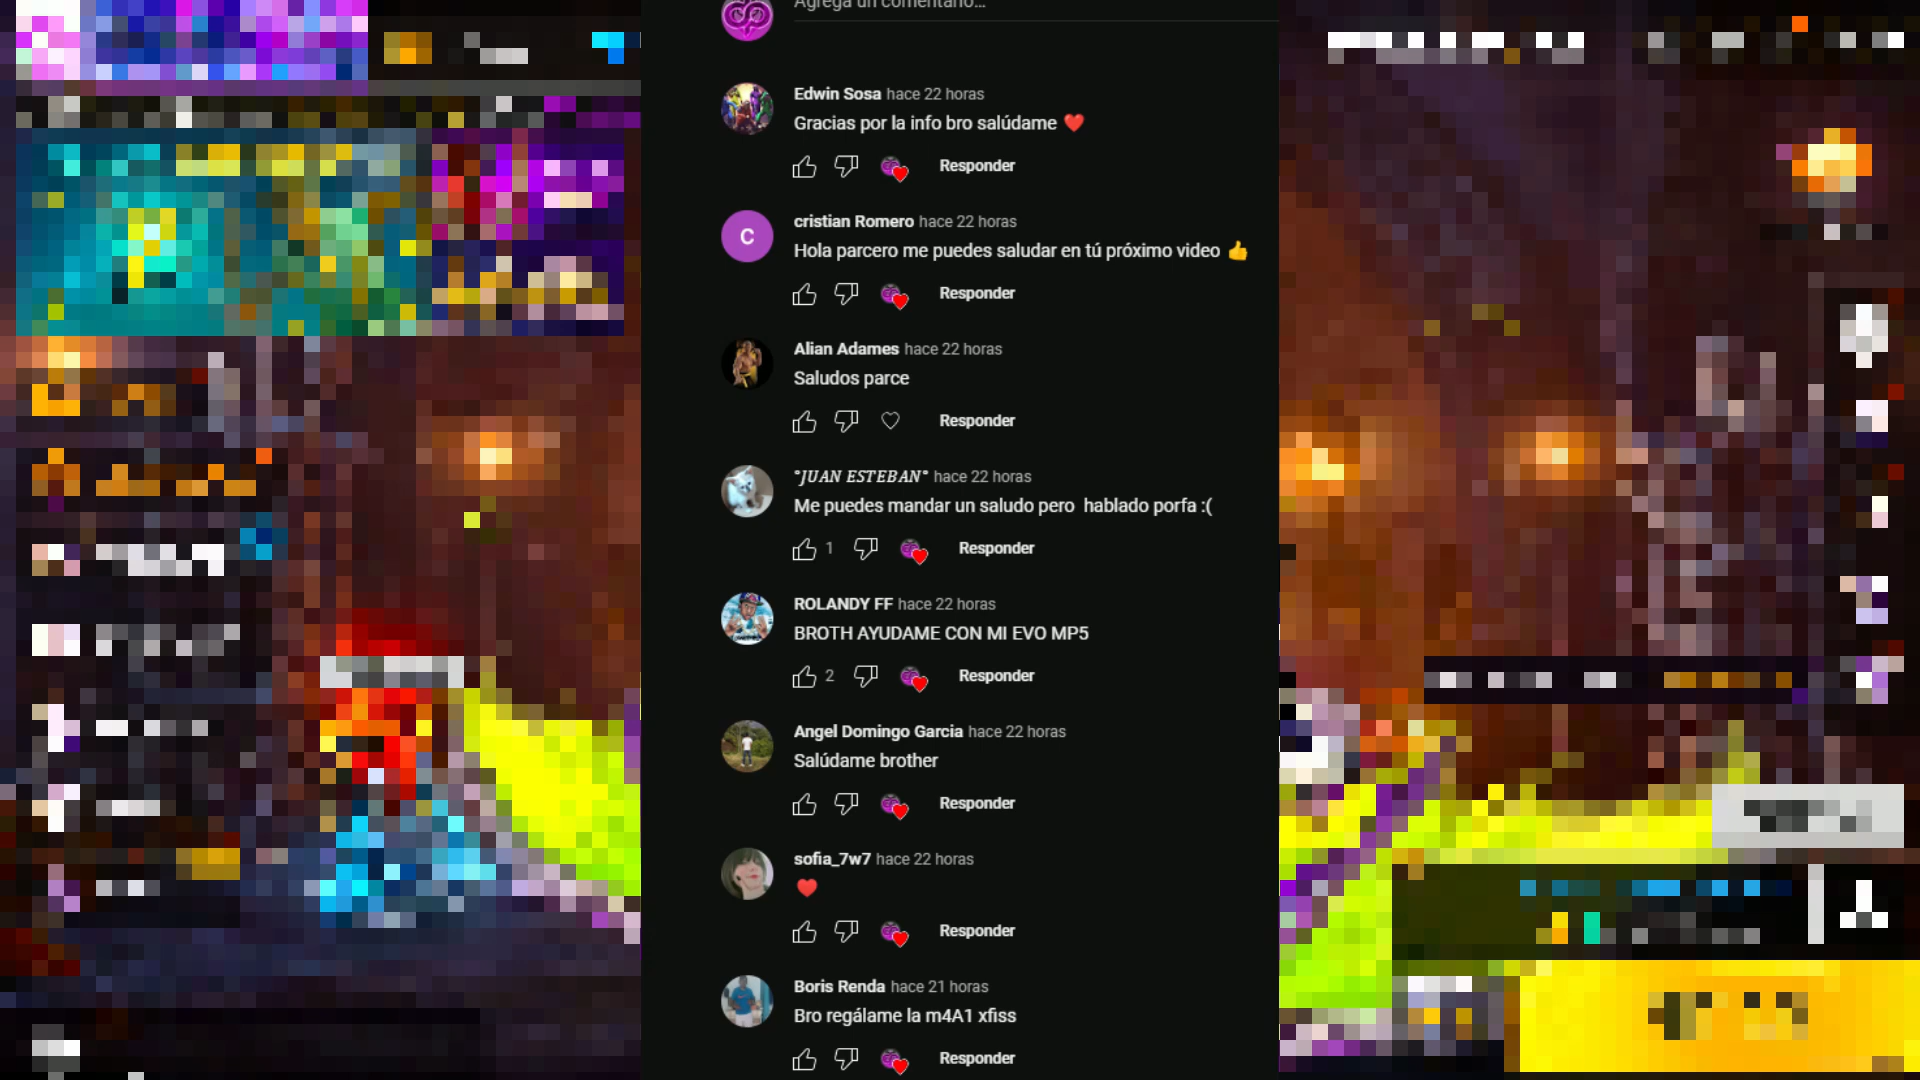 Agrega un comentario...
Edwin Sosa hace 22 horas
Gracias por la info bro salúdame ❤️
Responder
C
cristian Romero hace 22 horas
Hola parcero me puedes saludar en tú próximo video 👍
Responder
Alian Adames hace 22 horas
Saludos parce
Responder
°JUAN ESTEBAN° hace 22 horas
Me puedes mandar un saludo pero  hablado porfa :(
1 Responder
ROLANDY FF hace 22 horas
BROTH AYUDAME CON MI EVO MP5
2 Responder
Angel Domingo Garcia hace 22 horas
Salúdame brother
Responder
sofia_7w7 hace 22 horas
❤️
Responder
Boris Renda hace 21 horas
Bro regálame la m4A1 xfiss
Responder